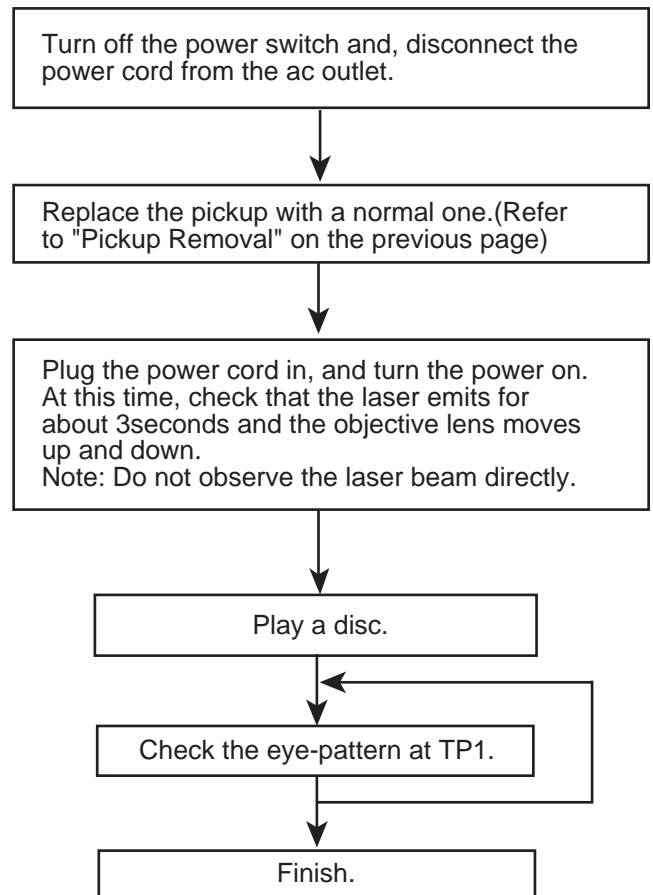 Turn off the power switch and, disconnect the
power cord from the ac outlet.
Replace the pickup with a normal one.(Refer
to "Pickup Removal" on the previous page)
Plug the power cord in, and turn the power on.
At this time, check that the laser emits for
about 3seconds and the objective lens moves
up and down.
Note: Do not observe the laser beam directly.
Play a disc.
Check the eye-pattern at TP1.
Finish.